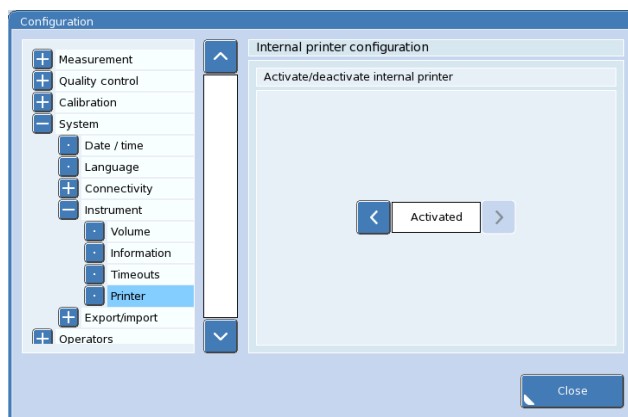 Configuration
Measurement
Quality control
Calibration
System
Date / time
Language
Connectivity
Instrument
Volume
Information
Timeouts
Printer
Export/import
Operators
Internal printer configuration
Activate/deactivate internal printer
Activated
Close